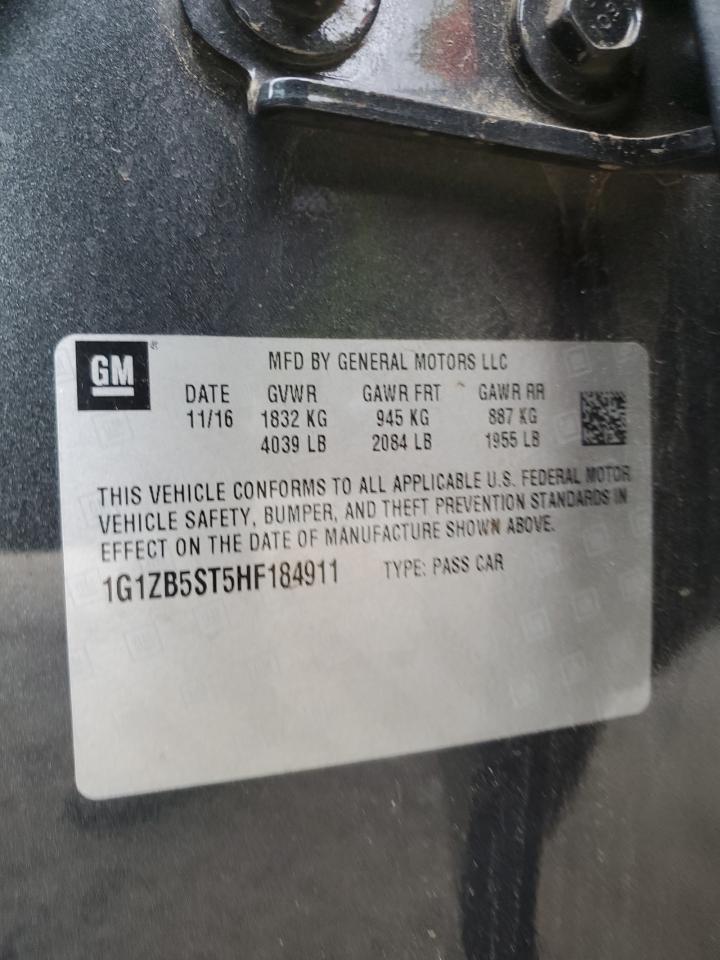 GM
MFD BY GENERAL MOTORS LLC
DATE GVWR GAWR FRT GAWR RR
11/16 1832 KG 945 KG 887 KG
4039 LB 2084 LB 1955 LB
THIS VEHICLE CONFORMS TO ALL APPLICABLE U.S. FEDERAL MOTOR
VEHICLE SAFETY, BUMPER, AND THEFT PREVENTION STANDARDS IN
EFFECT ON THE DATE OF MANUFACTURE SHOWN ABOVE.
1G1ZB5ST5HF184911 TYPE: PASS CAR